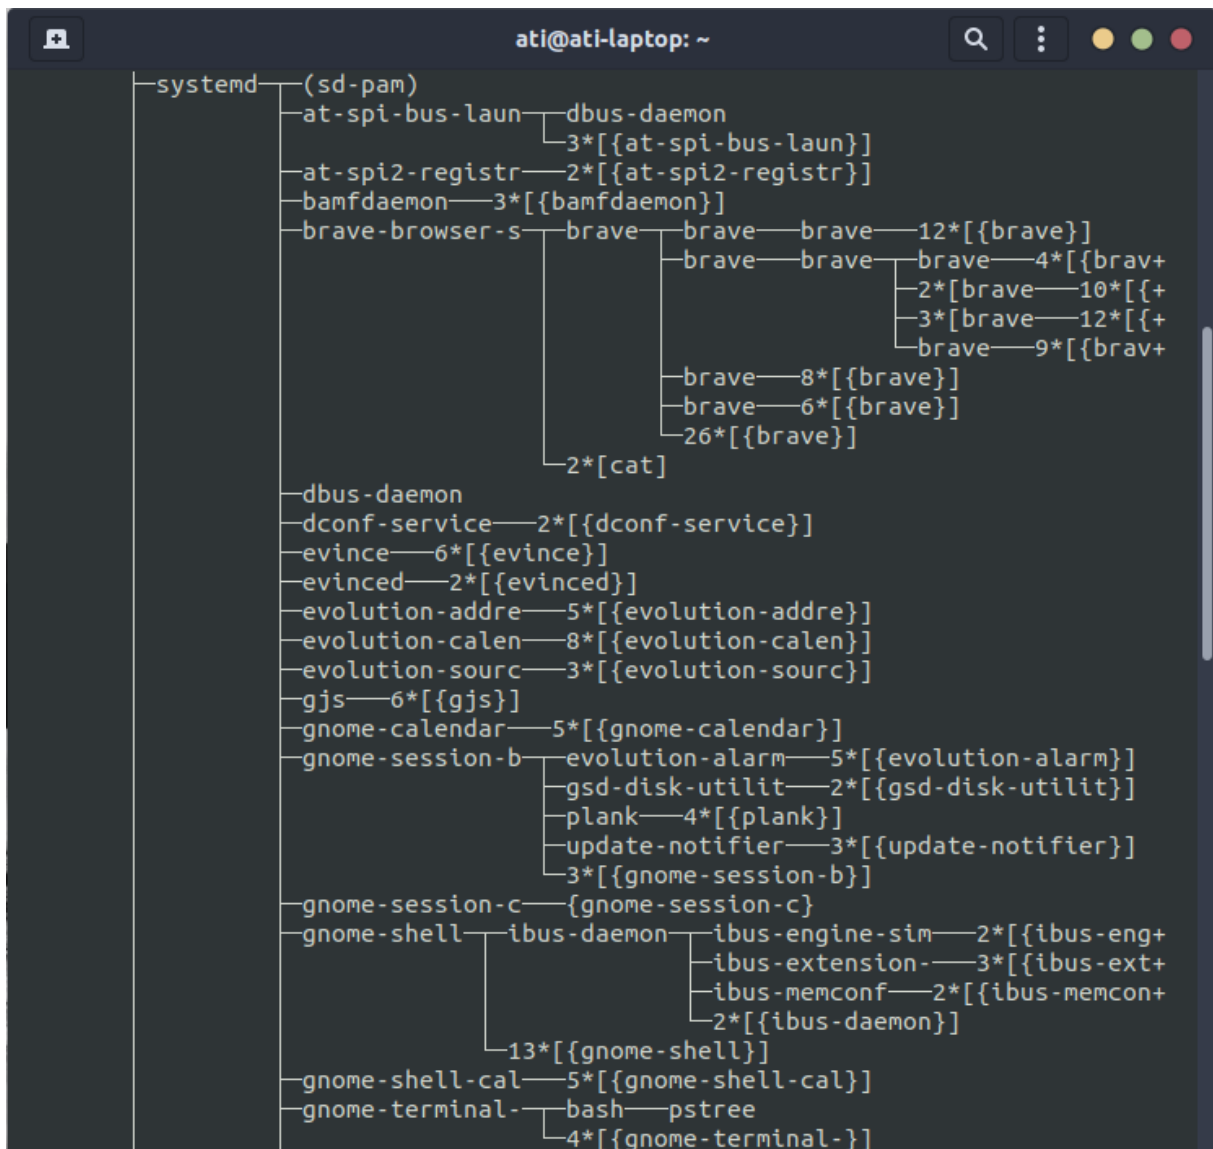 ati@ati-laptop: ~
├─systemd─┬─(sd-pam)
│         ├─at-spi-bus-laun─┬─dbus-daemon
│         │                 └─3*[{at-spi-bus-laun}]
│         ├─at-spi2-registr───2*[{at-spi2-registr}]
│         ├─bamfdaemon───3*[{bamfdaemon}]
│         ├─brave-browser-s─┬─brave─┬─brave───brave───12*[{brave}]
│         │                 │       ├─brave───brave─┬─brave───4*[{brav+
│         │                 │       │               ├─2*[brave───10*[{+
│         │                 │       │               ├─3*[brave───12*[{+
│         │                 │       │               └─brave───9*[{brav+
│         │                 │       ├─brave───8*[{brave}]
│         │                 │       ├─brave───6*[{brave}]
│         │                 │       └─26*[{brave}]
│         │                 └─2*[cat]
│         ├─dbus-daemon
│         ├─dconf-service───2*[{dconf-service}]
│         ├─evince───6*[{evince}]
│         ├─evinced───2*[{evinced}]
│         ├─evolution-addre───5*[{evolution-addre}]
│         ├─evolution-calen───8*[{evolution-calen}]
│         ├─evolution-sourc───3*[{evolution-sourc}]
│         ├─gjs───6*[{gjs}]
│         ├─gnome-calendar───5*[{gnome-calendar}]
│         ├─gnome-session-b─┬─evolution-alarm───5*[{evolution-alarm}]
│         │                 ├─gsd-disk-utilit───2*[{gsd-disk-utilit}]
│         │                 ├─plank───4*[{plank}]
│         │                 ├─update-notifier───3*[{update-notifier}]
│         │                 └─3*[{gnome-session-b}]
│         ├─gnome-session-c───{gnome-session-c}
│         ├─gnome-shell─┬─ibus-daemon─┬─ibus-engine-sim───2*[{ibus-eng+
│         │             │             ├─ibus-extension-───3*[{ibus-ext+
│         │             │             ├─ibus-memconf───2*[{ibus-memcon+
│         │             │             └─2*[{ibus-daemon}]
│         │             └─13*[{gnome-shell}]
│         ├─gnome-shell-cal───5*[{gnome-shell-cal}]
│         ├─gnome-terminal-─┬─bash───pstree
│         │                 └─4*[{gnome-terminal-}]